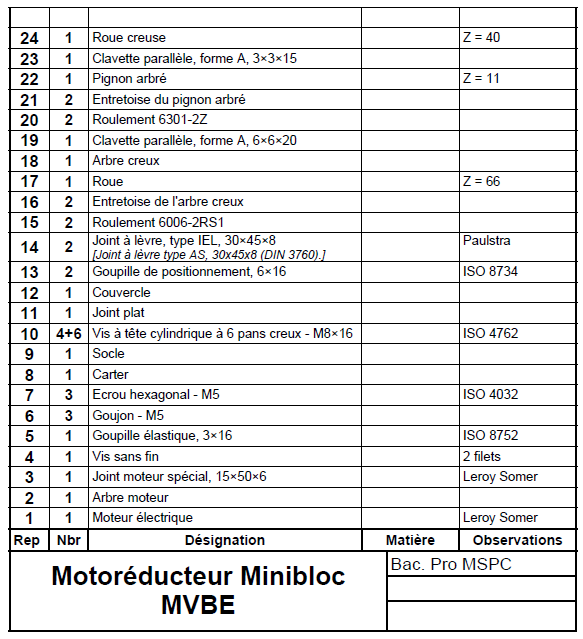 24 1 Roue creuse Z = 40
23 1 Clavette parallèle, forme A, 3×3×15
22 1 Pignon arbré Z = 11
21 2 Entretoise du pignon arbré
20 2 Roulement 6301-2Z
19 1 Clavette parallèle, forme A, 6×6×20
18 1 Arbre creux
17 1 Roue Z = 66
16 2 Entretoise de l'arbre creux
15 2 Roulement 6006-2RS1
14 2 Joint à lèvre, type IEL, 30×45×8 Paulstra
[Joint à lèvre type AS, 30x45x8 (DIN 3760).]
13 2 Goupille de positionnement, 6×16 ISO 8734
12 1 Couvercle
11 1 Joint plat
10 4+6 Vis à tête cylindrique à 6 pans creux - M8×16 ISO 4762
9 1 Socle
8 1 Carter
7 3 Ecrou hexagonal - M5 ISO 4032
6 3 Goujon - M5
5 1 Goupille élastique, 3×16 ISO 8752
4 1 Vis sans fin 2 filets
3 1 Joint moteur spécial, 15×50×6 Leroy Somer
2 1 Arbre moteur
1 1 Moteur électrique Leroy Somer
Rep Nbr Désignation Matière Observations
Motoréducteur Minibloc
MVBE
Bac. Pro MSPC